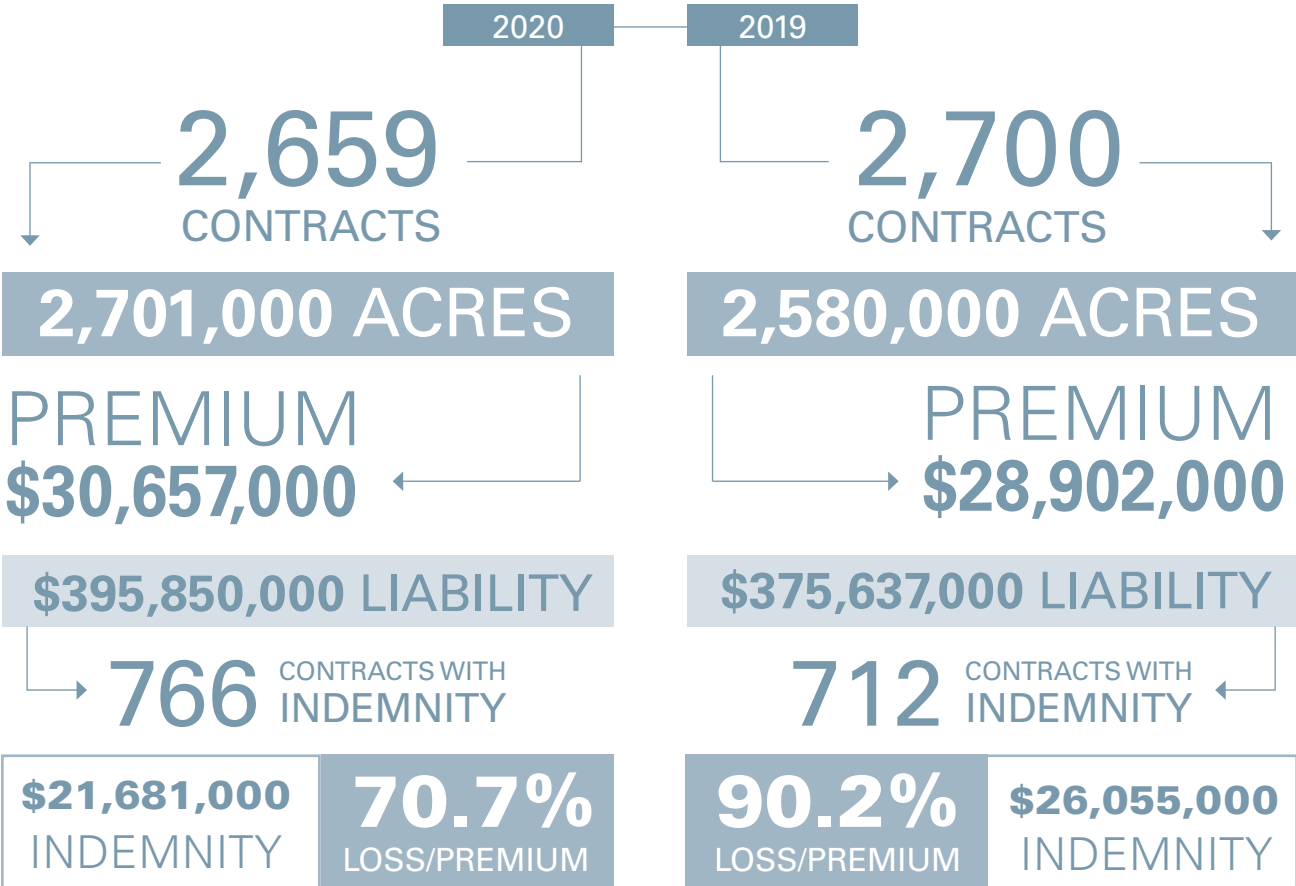 2020
2,659
CONTRACTS
2,701,000 ACRES
PREMIUM
$30,657,000
$395,850,000 LIABILITY
766 CONTRACTS WITH
INDEMNITY
$21,681,000
INDEMNITY
70.7%
LOSS/PREMIUM
2019
2,700
CONTRACTS
2,580,000 ACRES
PREMIUM
$28,902,000
$375,637,000 LIABILITY
712 CONTRACTS WITH
INDEMNITY
90.2%
LOSS/PREMIUM
$26,055,000
INDEMNITY